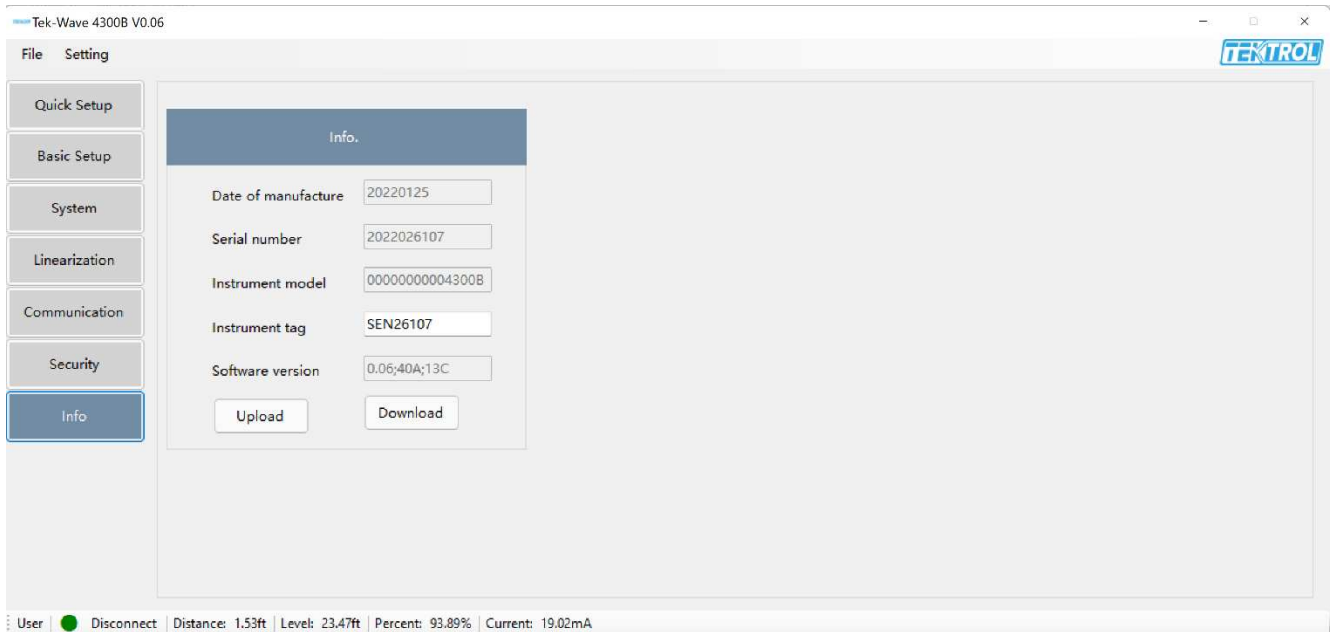 Tek-Wave 4300B V0.06
File Setting
TEKTROL
Quick Setup
Basic Setup
System
Linearization
Communication
Security
Info
Info.
Date of manufacture 20220125
Serial number 2022026107
Instrument model 00000000004300B
Instrument tag SEN26107
Software version 0.06;40A;13C
Upload Download
User Disconnect Distance: 1.53ft Level: 23.47ft Percent: 93.89% Current: 19.02mA